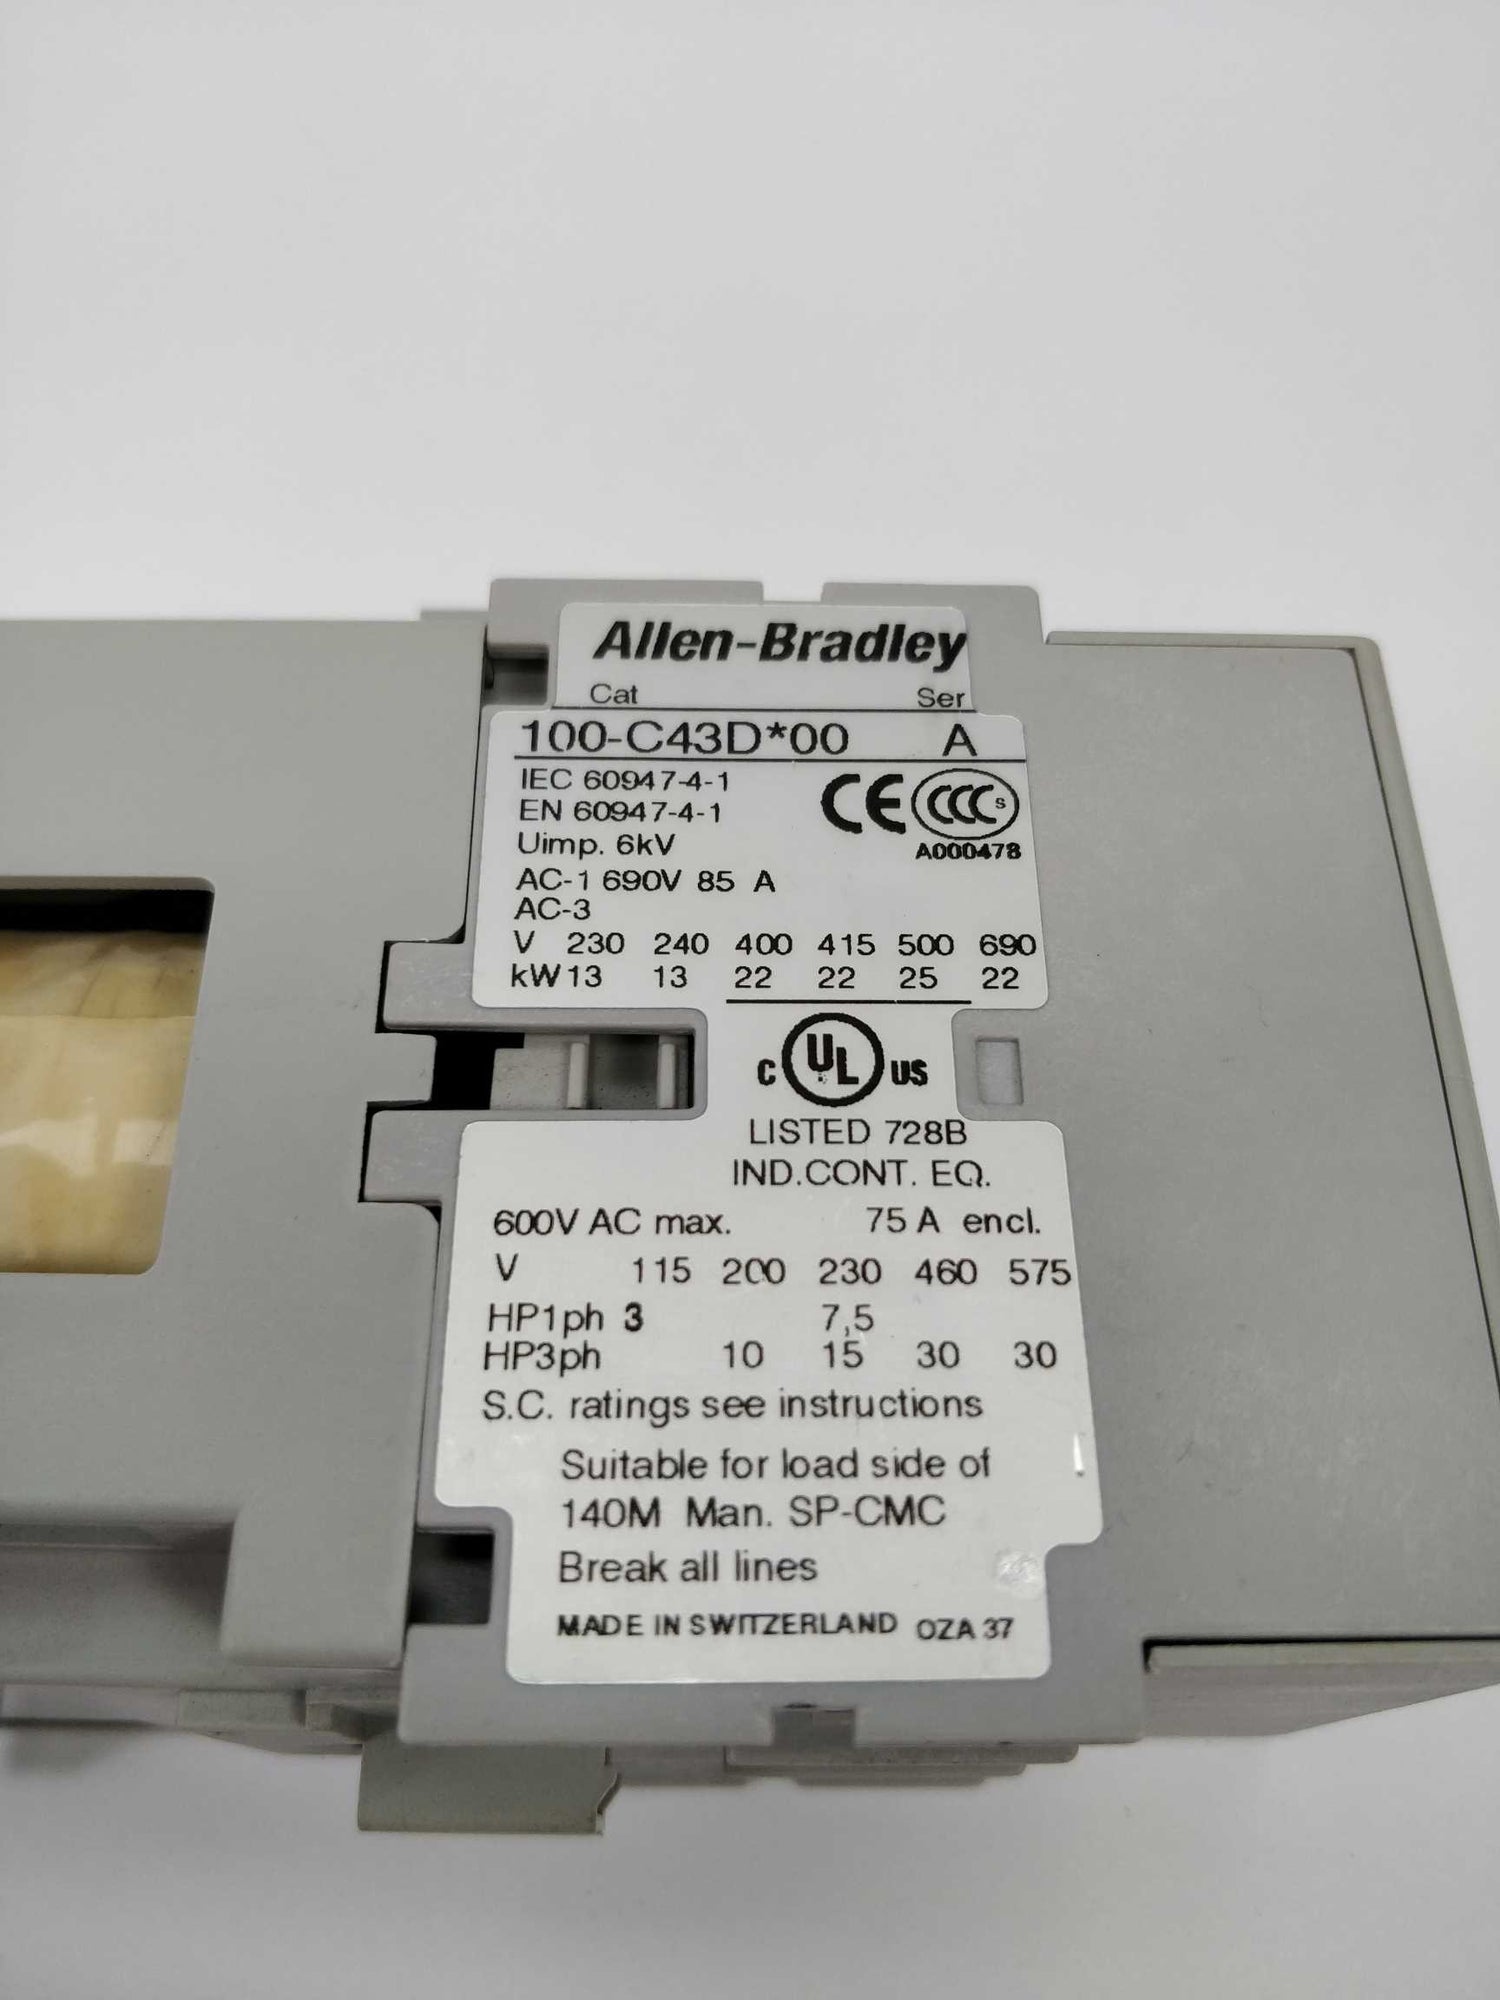 Allen-Bradley
Cat Ser
100-C43D*00 A
IEC 60947-4-1
EN 60947-4-1
CE CCC S
Uimp. 6kV
A000478
AC-1 690V 85 A
AC-3
V 230 240 400 415 500 690
kW 13 13 22 22 25 22
C UL US
LISTED 728B
IND.CONT. EQ.
600V AC max. 75 A encl.
V 115 200 230 460 575
HP1ph 3 7,5
HP3ph 10 15 30 30
S.C. ratings see instructions
Suitable for load side of
140M Man. SP-CMC
Break all lines
MADE IN SWITZERLAND OZA 37